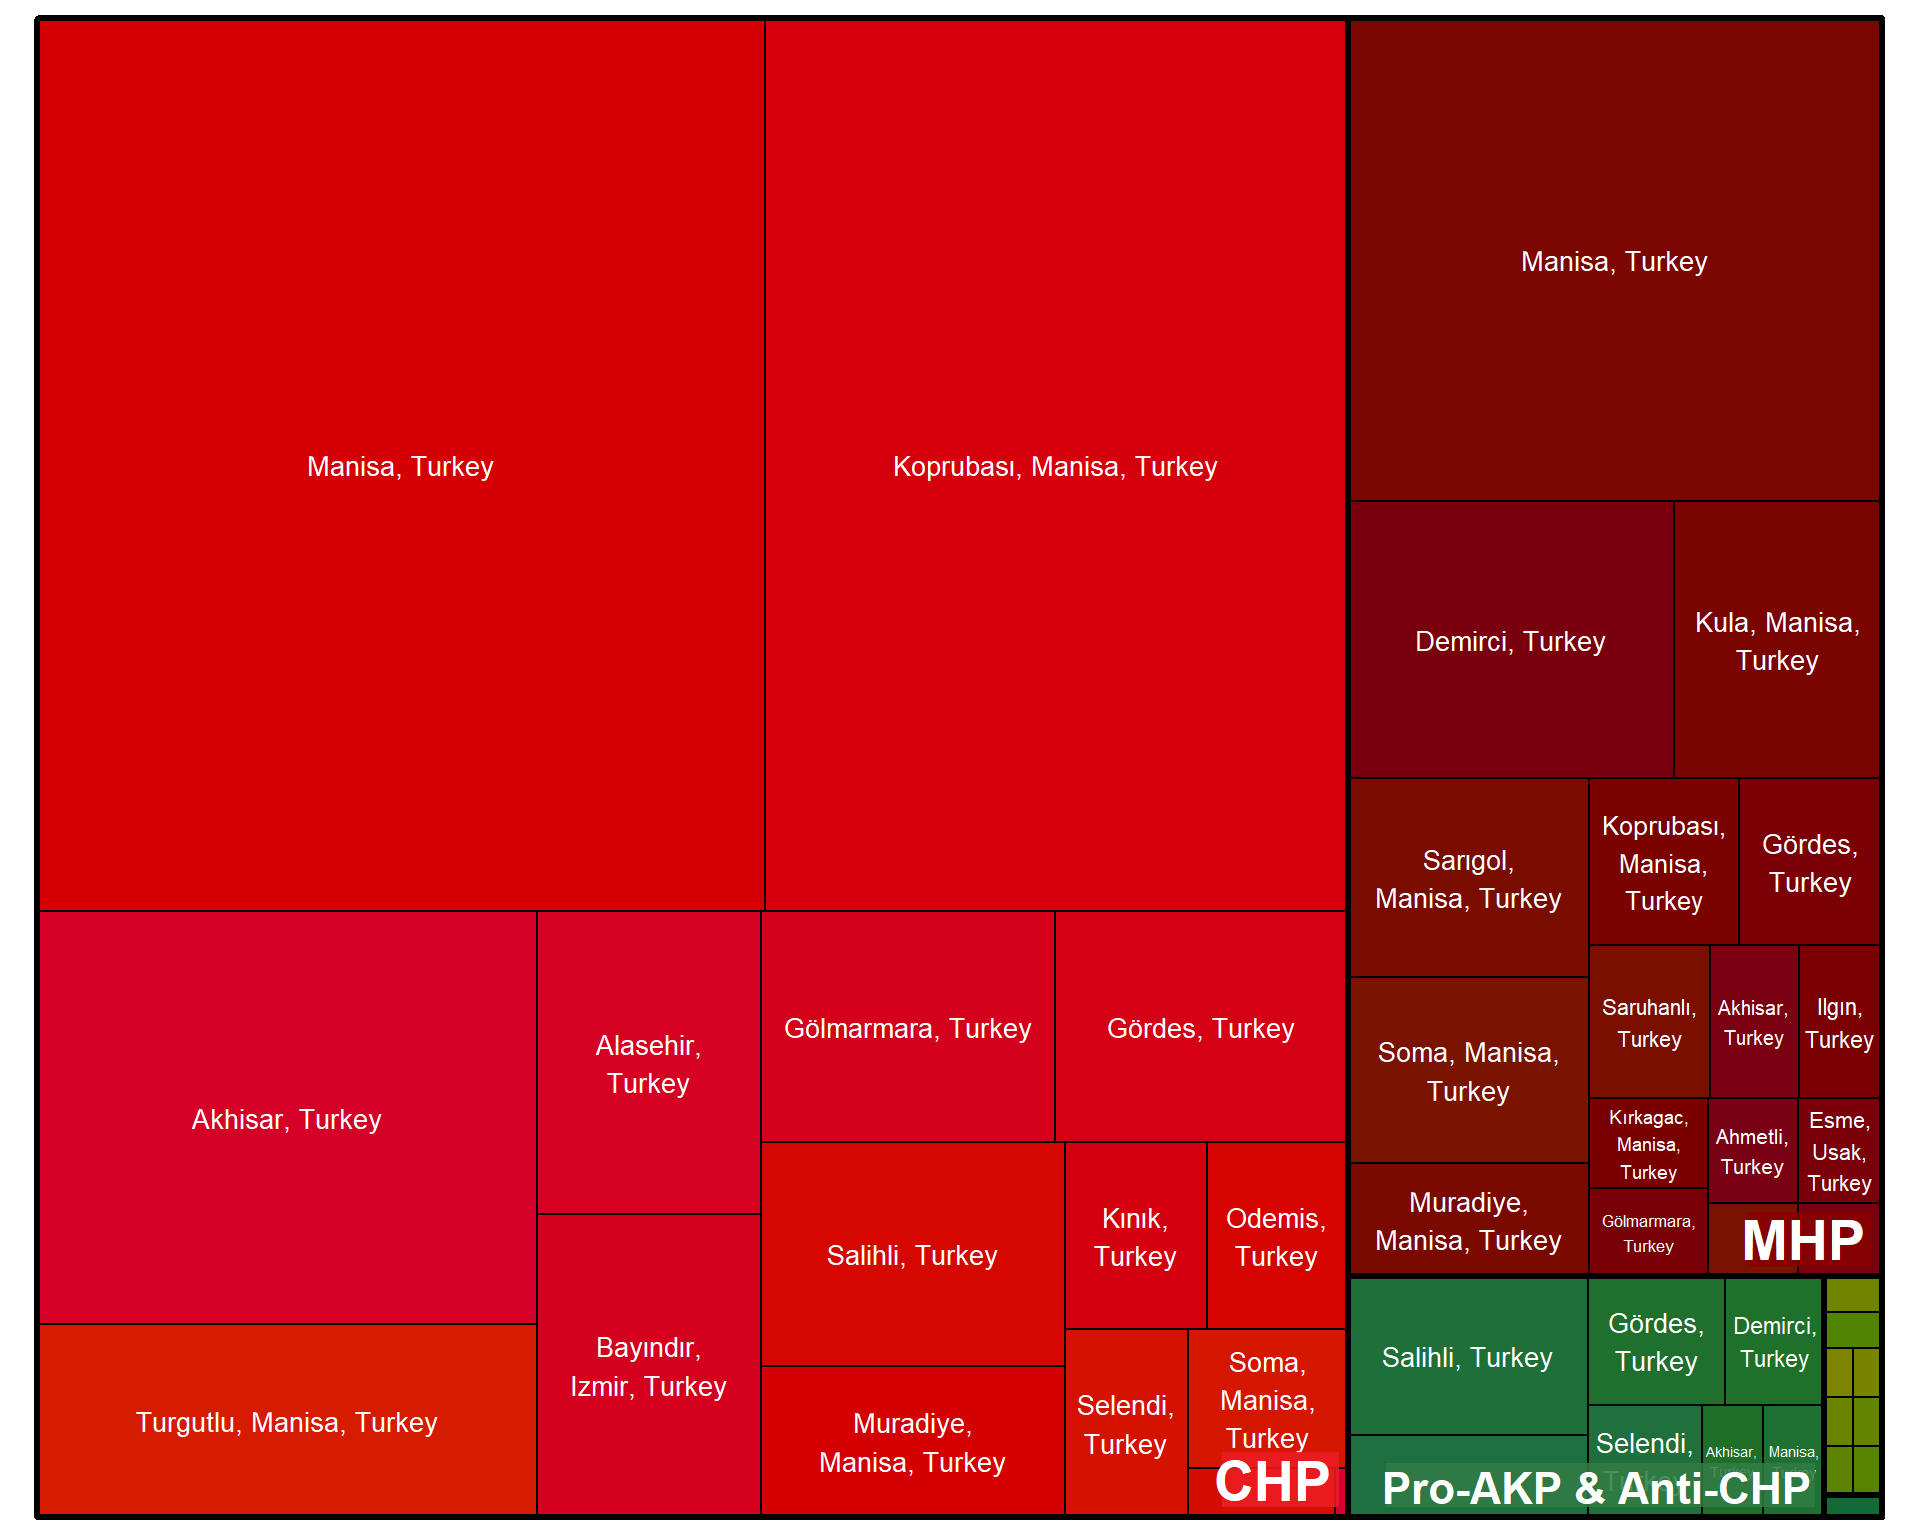 Manisa, Turkey
Koprubası, Manisa, Turkey
Akhisar, Turkey
Turgutlu, Manisa, Turkey
Alasehir,
Turkey
Bayındır,
Izmir, Turkey
Gölmarmara, Turkey
Gördes, Turkey
Salihli, Turkey
Muradiye,
Manisa, Turkey
Kınık,
Turkey
Odemis,
Turkey
Selendi,
Turkey
Soma,
Manisa,
Turkey
CHP
Manisa, Turkey
Demirci, Turkey
Kula, Manisa,
Turkey
Sarıgol,
Manisa, Turkey
Soma, Manisa,
Turkey
Muradiye,
Manisa, Turkey
Koprubası,
Manisa,
Turkey
Gördes,
Turkey
Saruhanlı,
Turkey
Akhisar,
Turkey
Ilgın,
Turkey
Kırkagac,
Manisa,
Turkey
Gölmarmara,
Turkey
Ahmetli,
Turkey
Esme,
Usak,
Turkey
MHP
Salihli, Turkey
Gördes,
Turkey
Demirci,
Turkey
Selendi,
Akhisar,
Manisa,
Pro-AKP & Anti-CHP